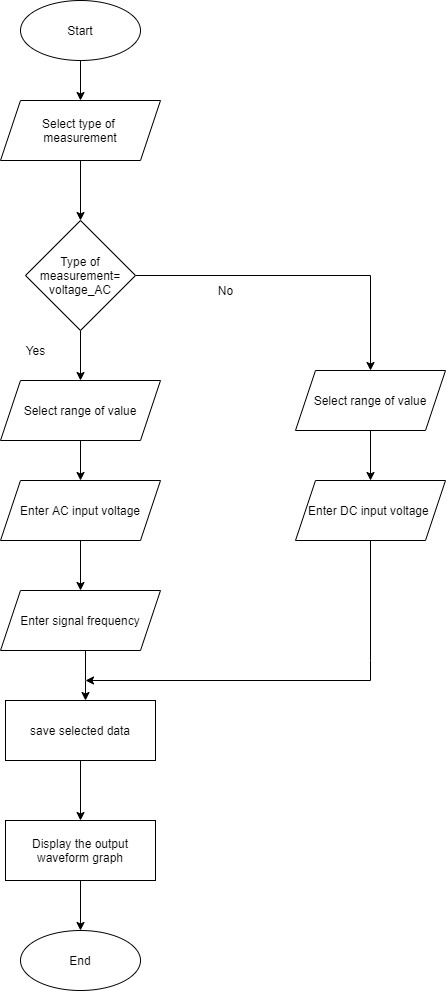 Start
Select type of
measurement
Type of
measurement=
voltage_AC
No
Yes
Select range of value
Select range of value
Enter AC input voltage
Enter DC input voltage
Enter signal frequency
save selected data
Display the output
waveform graph
End